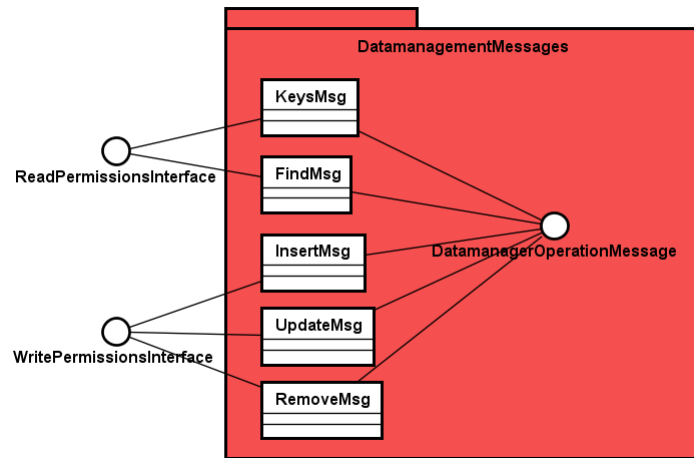 DatamanagementMessages
KeysMsg
ReadPermissionsInterface
FindMsg
InsertMsg
DatamanagerOperationMessage
UpdateMsg
WritePermissionsInterface
RemoveMsg